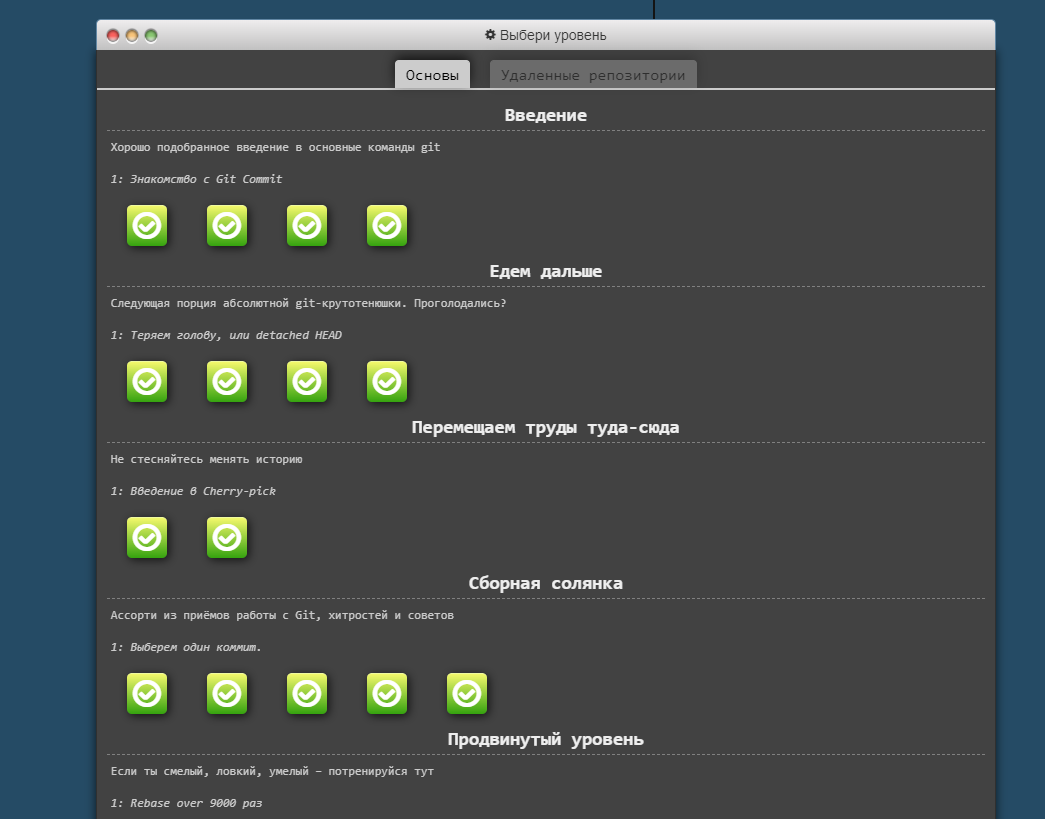 Выбери уровень
Основы
Удаленные репозитории
Введение
Хорошо подобранное введение в основные команды git
1: Знакомство с Git Commit
Едем дальше
Следующая порция абсолютной git-крутотенюшки. Проголодались?
1: Теряем голову, или detached HEAD
Перемещаем труды туда-сюда
Не стесняйтесь менять историю
1: Введение в Cherry-pick
Сборная солянка
Ассорти из приёмов работы с Git, хитростей и советов
1: Выберем один коммит.
Продвинутый уровень
Если ты смелый, ловкий, умелый – потренируйся тут
1: Rebase over 9000 раз